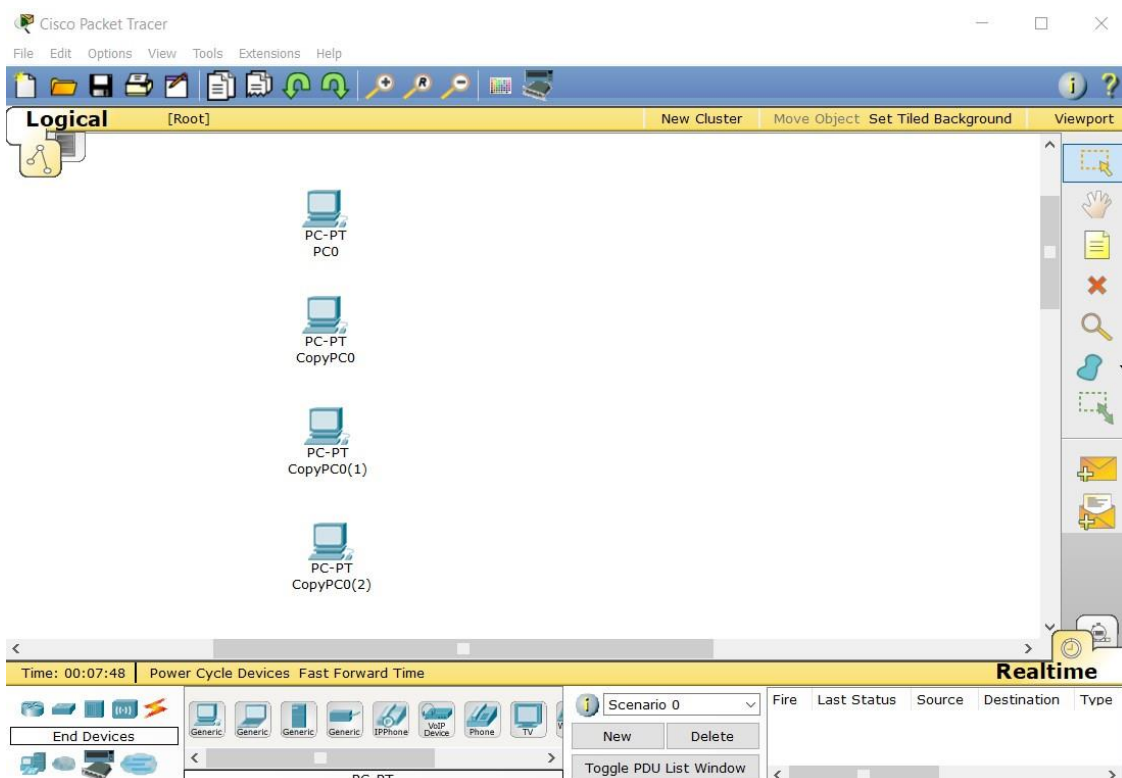 Cisco Packet Tracer
File Edit Options View Tools Extensions Help
Logical [Root] New Cluster Move Object Set Tiled Background Viewport
PC-PT
PC0
PC-PT
CopyPC0
PC-PT
CopyPC0(1)
PC-PT
CopyPC0(2)
Time: 00:07:48 Power Cycle Devices Fast Forward Time Realtime
End Devices
Generic Generic Generic Generic IPPhone VoIP Device Phone TV
Scenario 0
New Delete
Toggle PDU List Window
Fire Last Status Source Destination Type
PC-PT